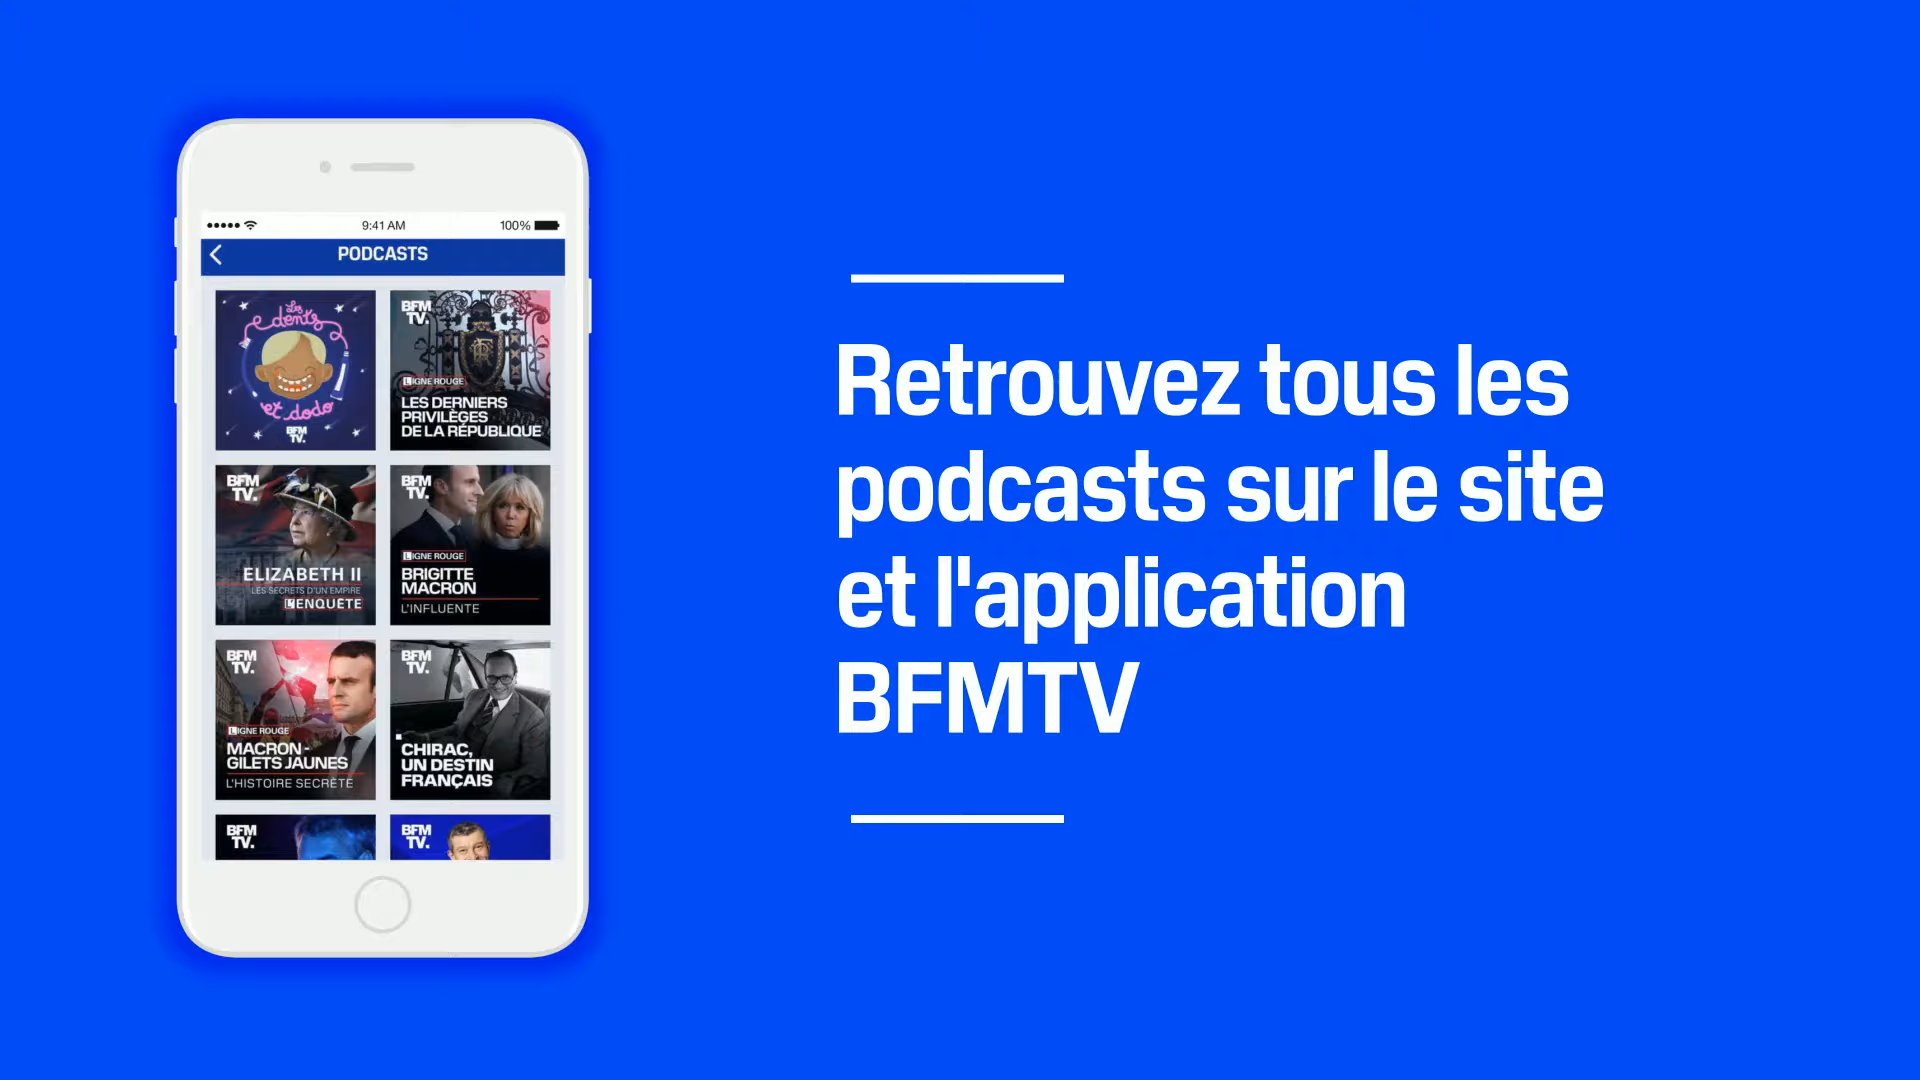 9:41 AM
100%
PODCASTS
Les
dents
et dodo
BFM
TV.
BFM
TV.
LIGNE ROUGE
LES DERNIERS
PRIVILÈGES
DE LA RÉPUBLIQUE
BFM
TV.
ELIZABETH II
LES SECRETS D'UN EMPIRE
L'ENQUÊTE
BFM
TV.
LIGNE ROUGE
BRIGITTE
MACRON
L'INFLUENTE
BFM
TV.
LIGNE ROUGE
MACRON -
GILETS JAUNES
L'HISTOIRE SECRÈTE
BFM
TV.
CHIRAC,
UN DESTIN
FRANÇAIS
BFM
TV.
BFM
TV.
Retrouvez tous les
podcasts sur le site
et l'application
BFMTV